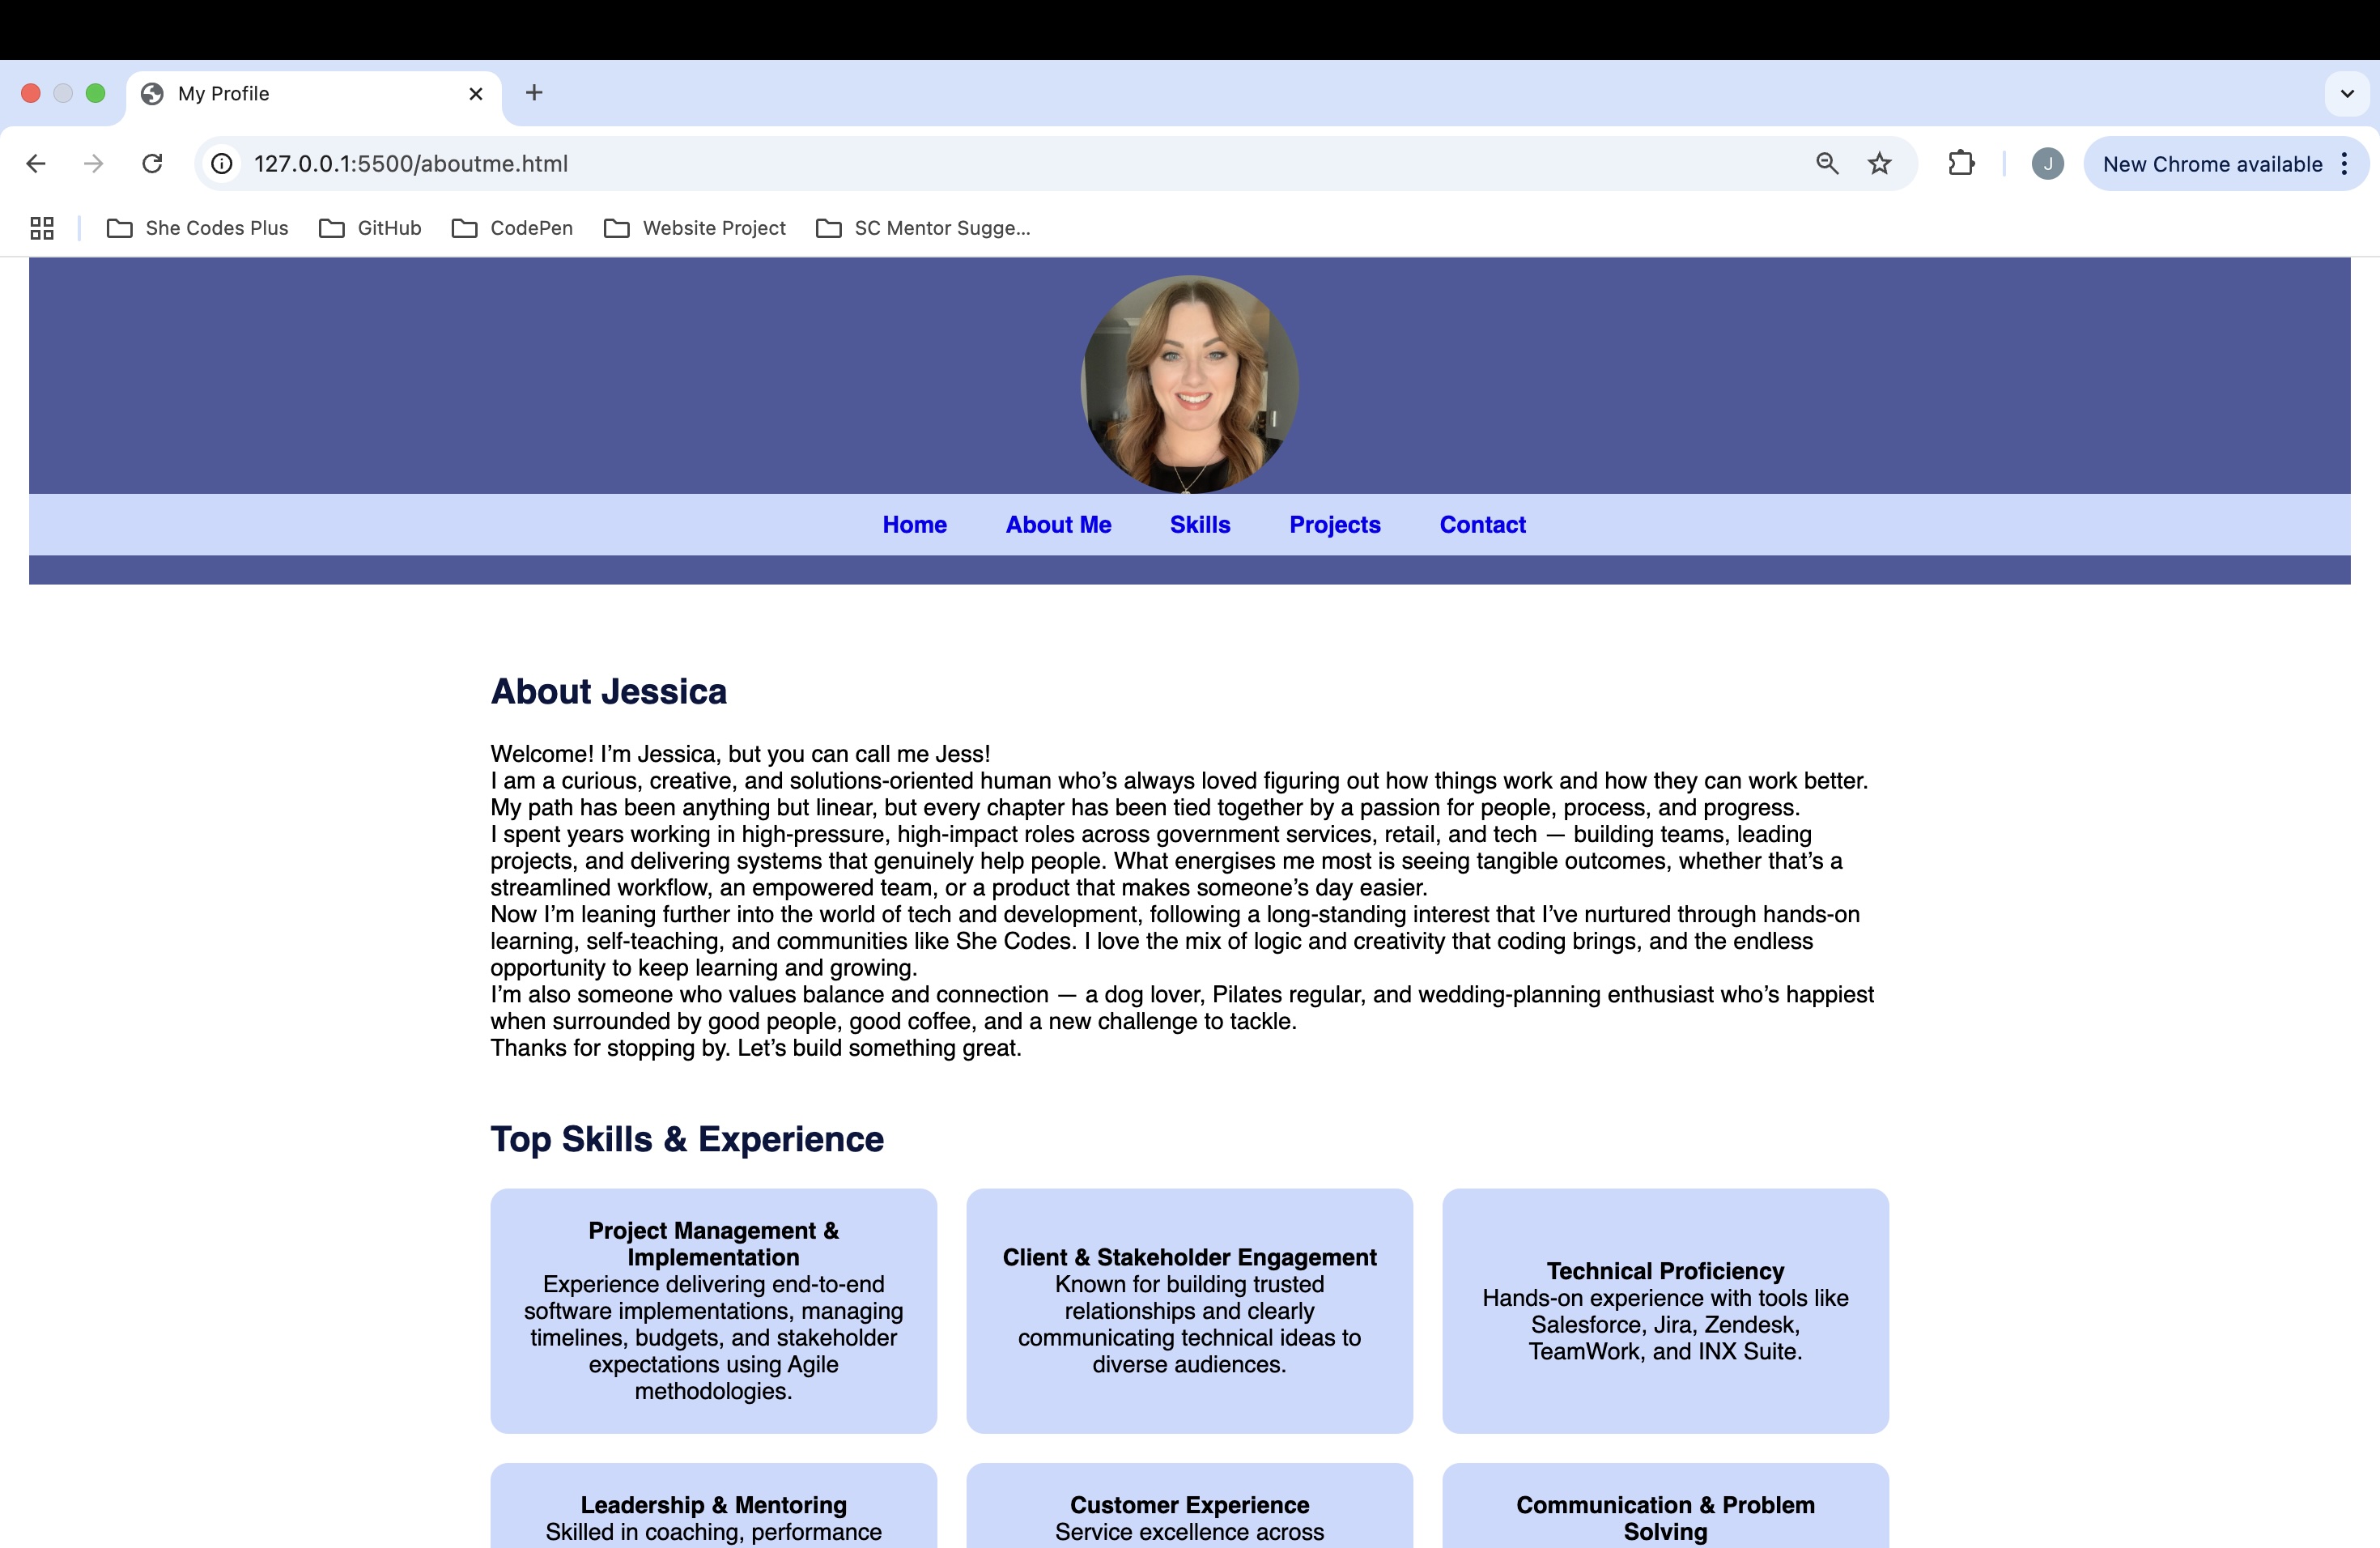 My Profile
127.0.0.1:5500/aboutme.html
J
New Chrome available
She Codes Plus
GitHub
CodePen
Website Project
SC Mentor Sugge...
Home
About Me
Skills
Projects
Contact
About Jessica
Welcome! I’m Jessica, but you can call me Jess!
I am a curious, creative, and solutions-oriented human who’s always loved figuring out how things work and how they can work better.
My path has been anything but linear, but every chapter has been tied together by a passion for people, process, and progress.
I spent years working in high-pressure, high-impact roles across government services, retail, and tech — building teams, leading
projects, and delivering systems that genuinely help people. What energises me most is seeing tangible outcomes, whether that’s a
streamlined workflow, an empowered team, or a product that makes someone’s day easier.
Now I’m leaning further into the world of tech and development, following a long-standing interest that I’ve nurtured through hands-on
learning, self-teaching, and communities like She Codes. I love the mix of logic and creativity that coding brings, and the endless
opportunity to keep learning and growing.
I’m also someone who values balance and connection — a dog lover, Pilates regular, and wedding-planning enthusiast who’s happiest
when surrounded by good people, good coffee, and a new challenge to tackle.
Thanks for stopping by. Let’s build something great.
Top Skills & Experience
Project Management &
Implementation
Experience delivering end-to-end
software implementations, managing
timelines, budgets, and stakeholder
expectations using Agile
methodologies.
Client & Stakeholder Engagement
Known for building trusted
relationships and clearly
communicating technical ideas to
diverse audiences.
Technical Proficiency
Hands-on experience with tools like
Salesforce, Jira, Zendesk,
TeamWork, and INX Suite.
Leadership & Mentoring
Skilled in coaching, performance
Customer Experience
Service excellence across
Communication & Problem
Solving